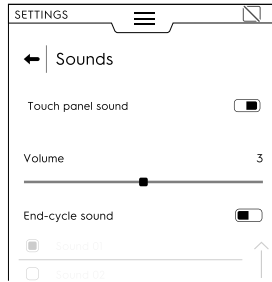 SETTINGS
Sounds
Touch panel sound
Volume 3
End-cycle sound
Sound 01
Sound 02